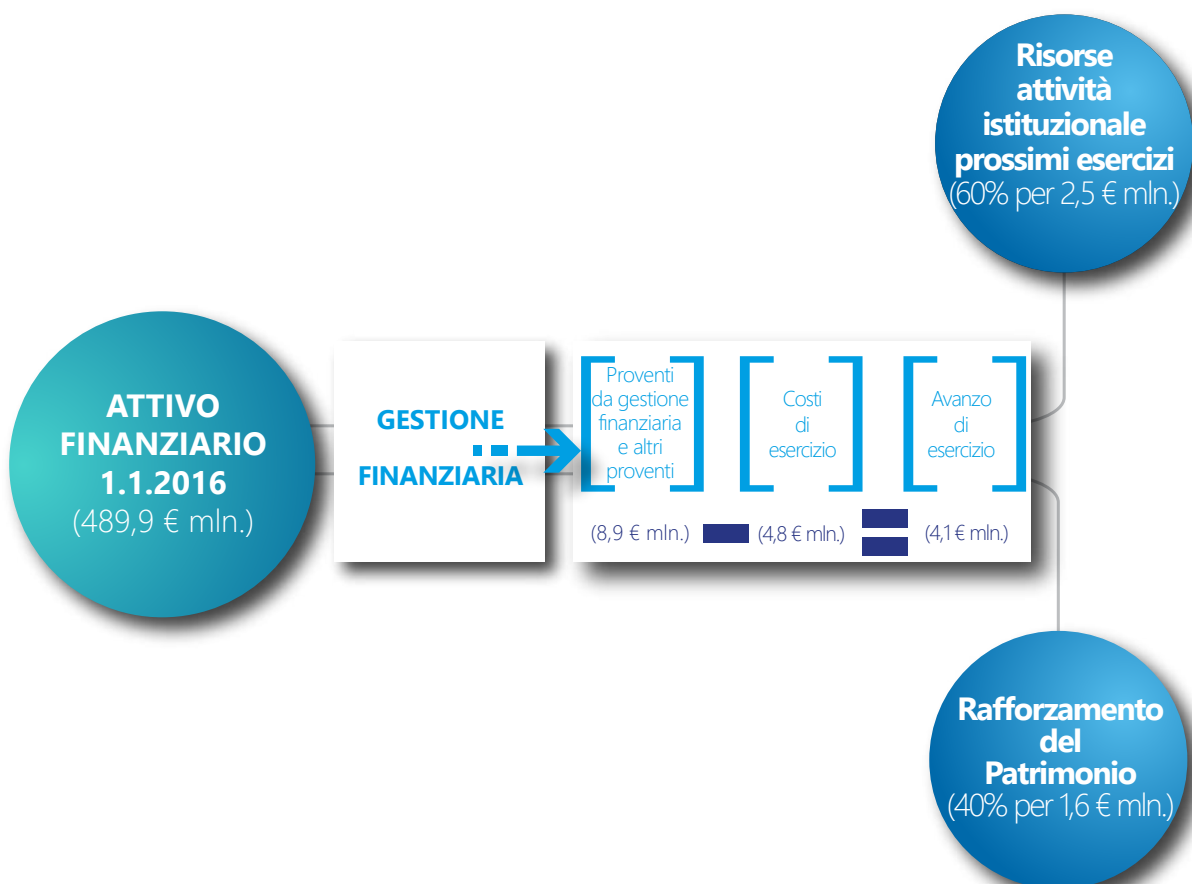 ATTIVO
FINANZIARIO
1.1.2016
(489,9 € mln.)
GESTIONE
FINANZIARIA
Proventi
da gestione
finanziaria
e altri
proventi
(8,9 € mln.)
Costi
di
esercizio
(4,8 € mln.)
Avanzo
di
esercizio
(4,1 € mln.)
Risorse
attività
istituzionale
prossimi esercizi
(60% per 2,5 € mln.)
Rafforzamento
del
Patrimonio
(40% per 1,6 € mln.)